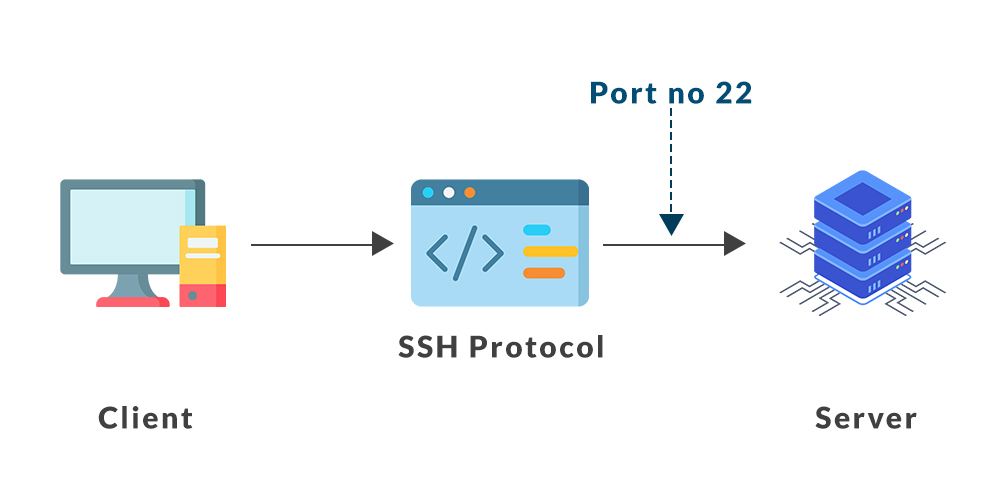 Port no 22
SSH Protocol
Client
Server